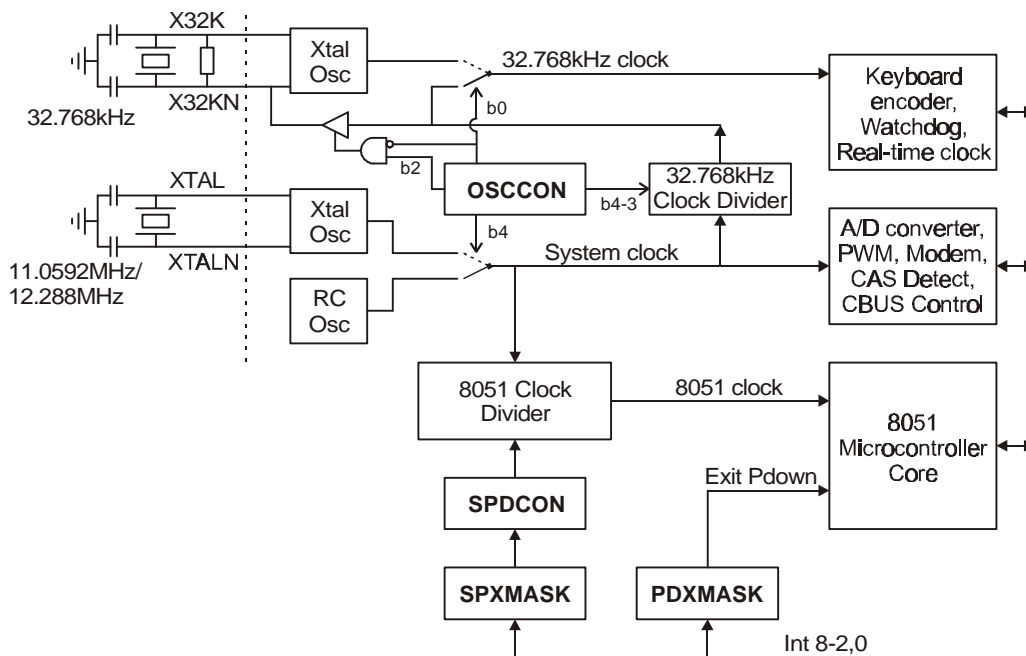 X32K
X32KN
32.768kHz
Xtal
Osc
32.768kHz clock
b0
b2
Keyboard
encoder,
Watchdog,
Real-time clock
OSCCON
b4-3
32.768kHz
Clock Divider
XTAL
XTALN
11.0592MHz/
12.288MHz
Xtal
Osc
RC
Osc
b4
System clock
A/D converter,
PWM, Modem,
CAS Detect,
CBUS Control
8051 Clock
Divider
8051 clock
8051
Microcontroller
Core
Exit Pdown
SPDCON
SPXMASK
PDXMASK
Int 8-2,0